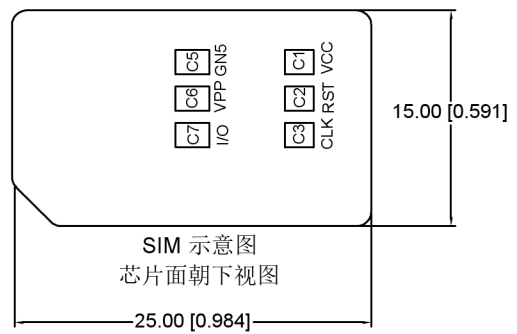 C5 GN5
C1 VCC
C6 VPP
C2 RST
C7 I/O
C3 CLK
15.00 [0.591]
SIM 示意图
芯片面朝下视图
25.00 [0.984]